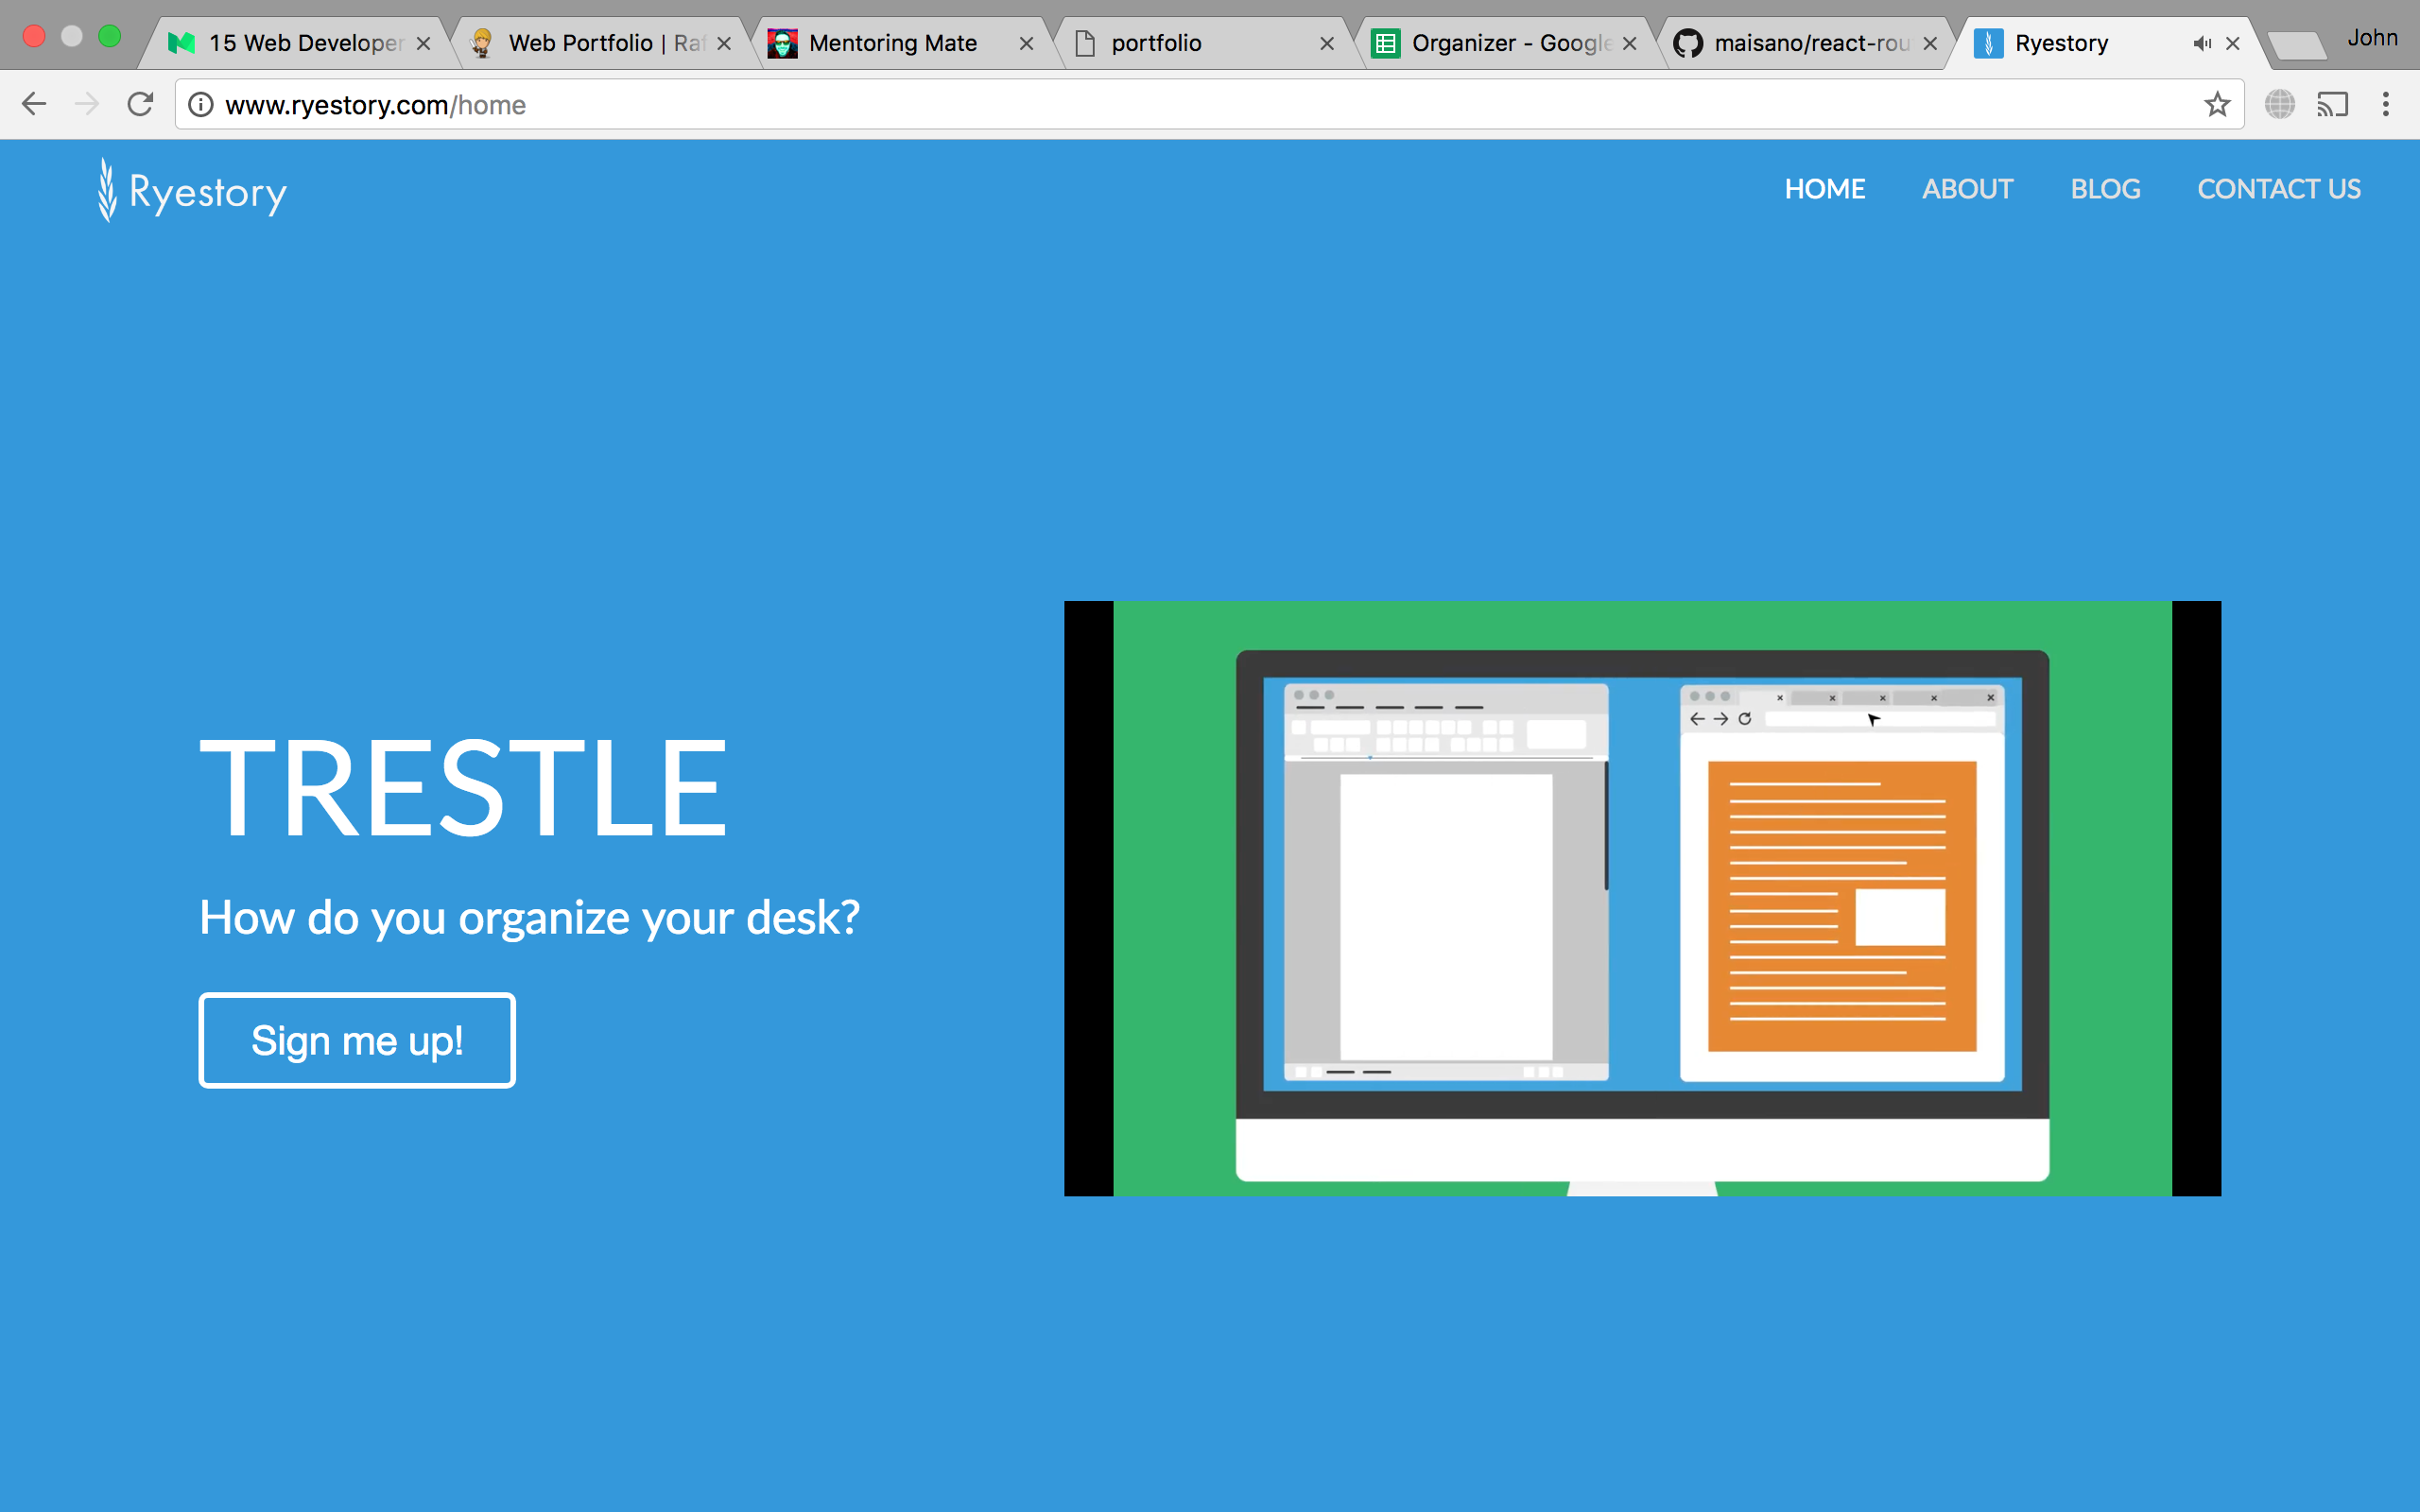 15 Web Developer
Web Portfolio | Raf
Mentoring Mate
portfolio
Organizer - Google
maisano/react-rou
Ryestory
John
www.ryestory.com/home
Ryestory
HOME
ABOUT
BLOG
CONTACT US
TRESTLE
How do you organize your desk?
Sign me up!